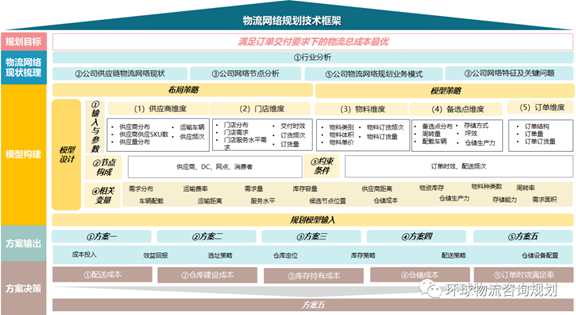 物流网络规划技术框架
规划目标
满足订单交付要求下的物流总成本最优
物流网络现状梳理
①行业分析
②公司供应链物流网络现状
③公司网络节点分析
⑤公司物流网络规划业务模式
③公司网络特征及关键问题
模型构建
布局策略
模型策略
模型设计
①输入与参数
（1）供应商维度
供应商分布
供应商供应SKU数
供应量分布
运输车辆
供应频次
（2）门店维度
门店分布
门店需求
门店服务水平需求
交付时效
订货频次
订货量
（3）物料维度
物料类别
物料体积
物料单价
物料订货频次
物料订货量
（4）备选点维度
备选点分布
周转量
配载车辆
存储方式
坪效
仓储生产力
（5）订单维度
订单结构
订单量
订单订货量
②节点构成
供应商、DC、网点、消费者
③约束条件
订单时效、配送频次
④相关变量
需求分布
运输费率
需求量
库存容量
供应商距离
物资库存
物料种类数
周转率
车辆配载
运输距离
服务水平
候选节点位置
仓储成本
仓储生产力
存储能力
需求面积
规划模型输入
方案输出
①方案一
②方案二
③方案三
④方案四
⑤方案五
成本投入
效益回报
选址策略
仓库定位
库存策略
配送策略
仓储设备配置
方案决策
①配送成本
②仓库建设成本
③库存持有成本
④仓储成本
⑤订单时效满足率
方案五
环球物流咨询规划